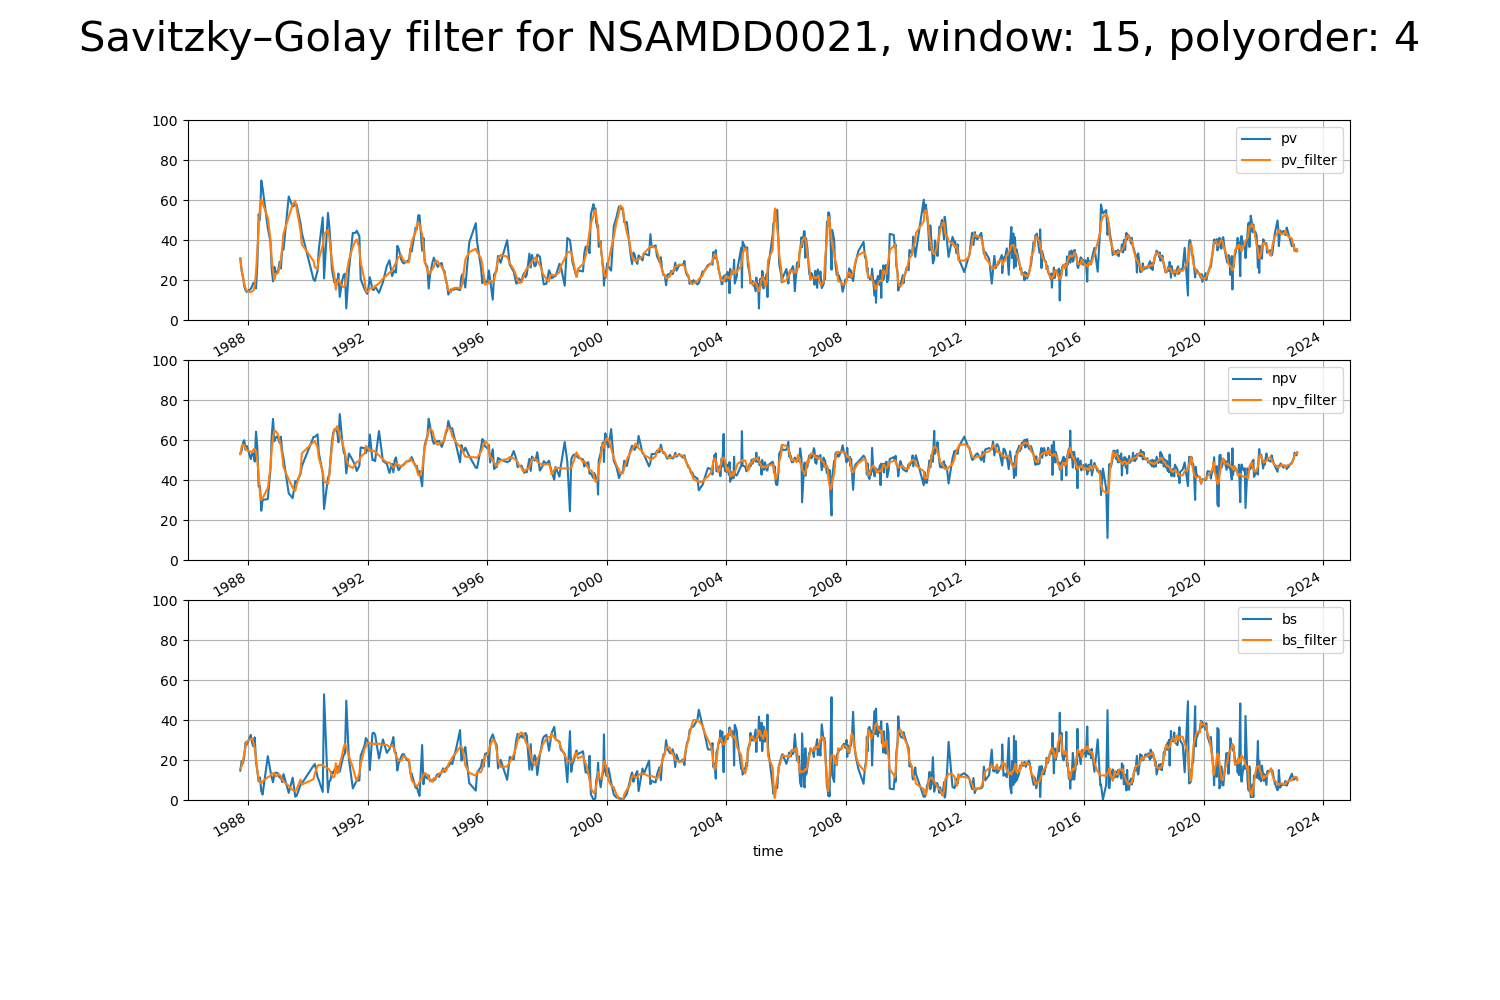 Savitzky–Golay filter for NSAMDD0021, window: 15, polyorder: 4
100
80
60
40
20
0
pv
pv_filter
1988 1992 1996 2000 2004 2008 2012 2016 2020 2024
100
80
60
40
20
0
npv
npv_filter
1988 1992 1996 2000 2004 2008 2012 2016 2020 2024
100
80
60
40
20
0
bs
bs_filter
1988 1992 1996 2000 2004 2008 2012 2016 2020 2024
time